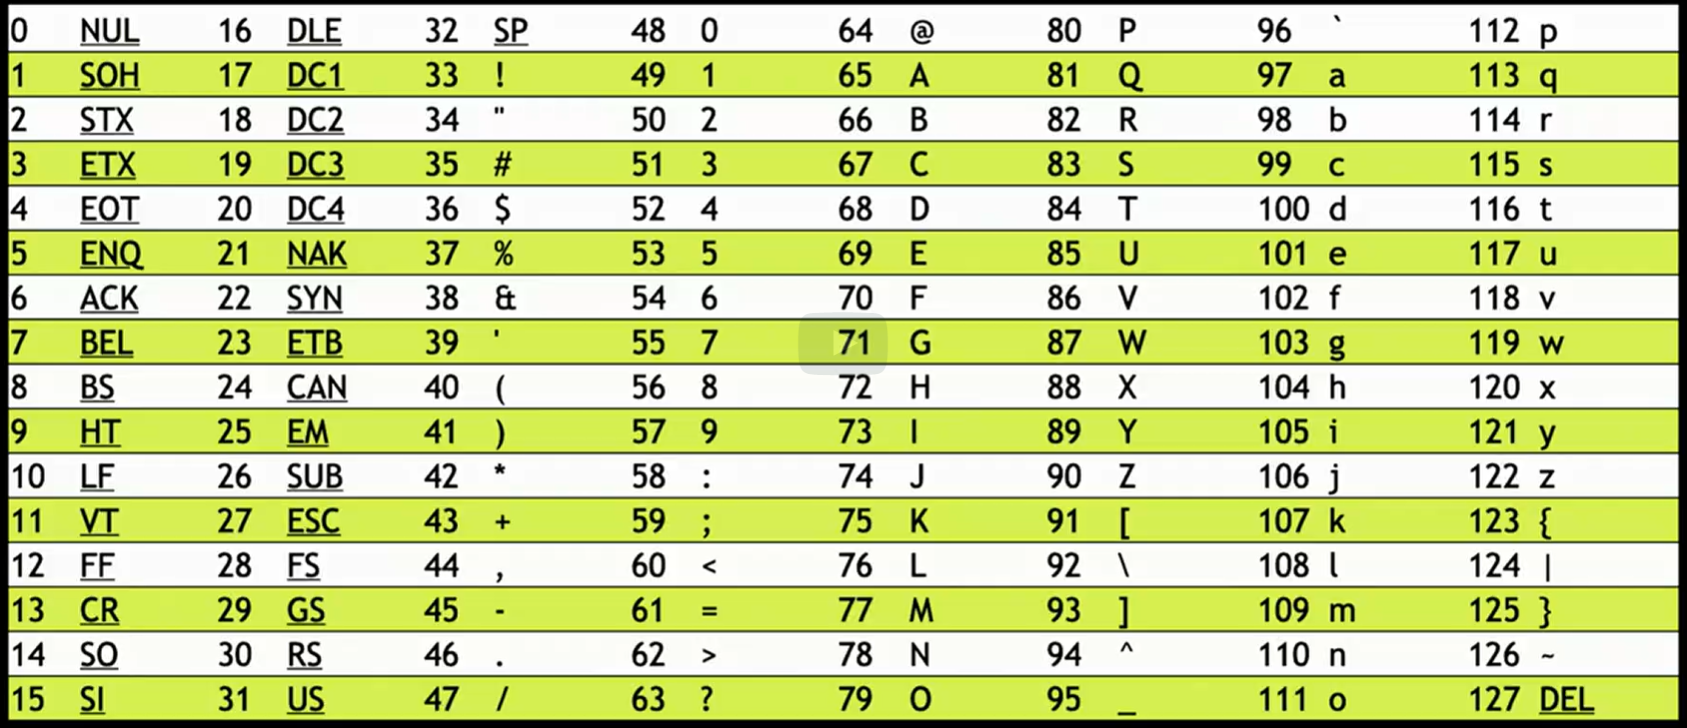 0 NUL 16 DLE 32 SP 48 0 64 @ 80 P 96 ` 112 p
1 SOH 17 DC1 33 ! 49 1 65 A 81 Q 97 a 113 q
2 STX 18 DC2 34 " 50 2 66 B 82 R 98 b 114 r
3 ETX 19 DC3 35 # 51 3 67 C 83 S 99 c 115 s
4 EOT 20 DC4 36 $ 52 4 68 D 84 T 100 d 116 t
5 ENQ 21 NAK 37 % 53 5 69 E 85 U 101 e 117 u
6 ACK 22 SYN 38 & 54 6 70 F 86 V 102 f 118 v
7 BEL 23 ETB 39 ' 55 7 71 G 87 W 103 g 119 w
8 BS 24 CAN 40 ( 56 8 72 H 88 X 104 h 120 x
9 HT 25 EM 41 ) 57 9 73 I 89 Y 105 i 121 y
10 LF 26 SUB 42 * 58 : 74 J 90 Z 106 j 122 z
11 VT 27 ESC 43 + 59 ; 75 K 91 [ 107 k 123 {
12 FF 28 FS 44 , 60 < 76 L 92 \ 108 l 124 |
13 CR 29 GS 45 - 61 = 77 M 93 ] 109 m 125 }
14 SO 30 RS 46 . 62 > 78 N 94 ^ 110 n 126 ~
15 SI 31 US 47 / 63 ? 79 O 95 _ 111 o 127 DEL